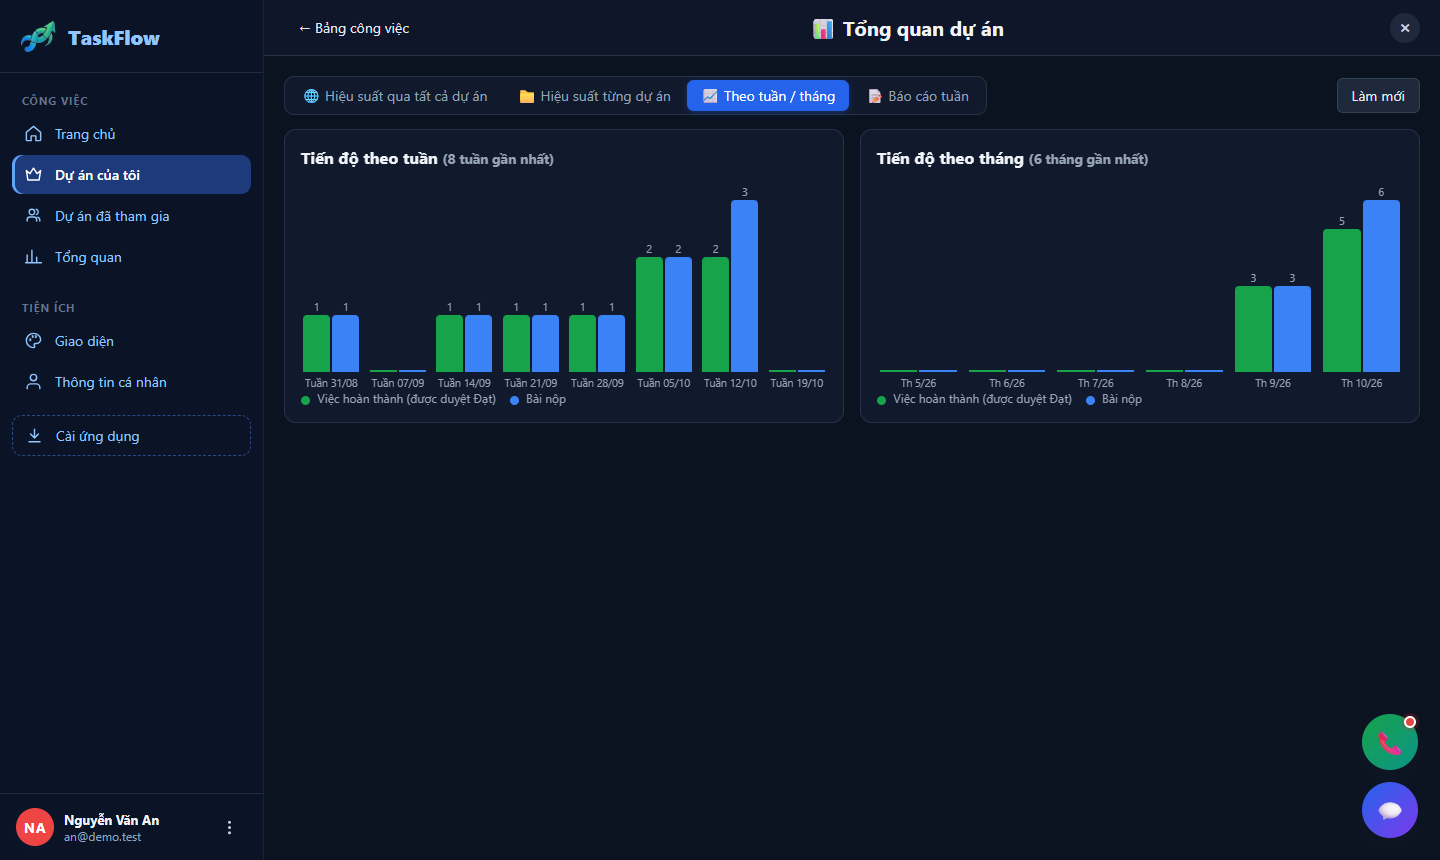 TaskFlow
CÔNG VIỆC
Trang chủ
Dự án của tôi
Dự án đã tham gia
Tổng quan
TIỆN ÍCH
Giao diện
Thông tin cá nhân
Cài ứng dụng
NA
Nguyễn Văn An
an@demo.test
← Bảng công việc
Tổng quan dự án
×
Hiệu suất qua tất cả dự án
Hiệu suất từng dự án
Theo tuần / tháng
Báo cáo tuần
Làm mới
Tiến độ theo tuần (8 tuần gần nhất)
1 1 1 1 1 1 1 1 2 2 2 3
Tuần 31/08 Tuần 07/09 Tuần 14/09 Tuần 21/09 Tuần 28/09 Tuần 05/10 Tuần 12/10 Tuần 19/10
Việc hoàn thành (được duyệt Đạt) Bài nộp
Tiến độ theo tháng (6 tháng gần nhất)
3 3 5 6
Th 5/26 Th 6/26 Th 7/26 Th 8/26 Th 9/26 Th 10/26
Việc hoàn thành (được duyệt Đạt) Bài nộp